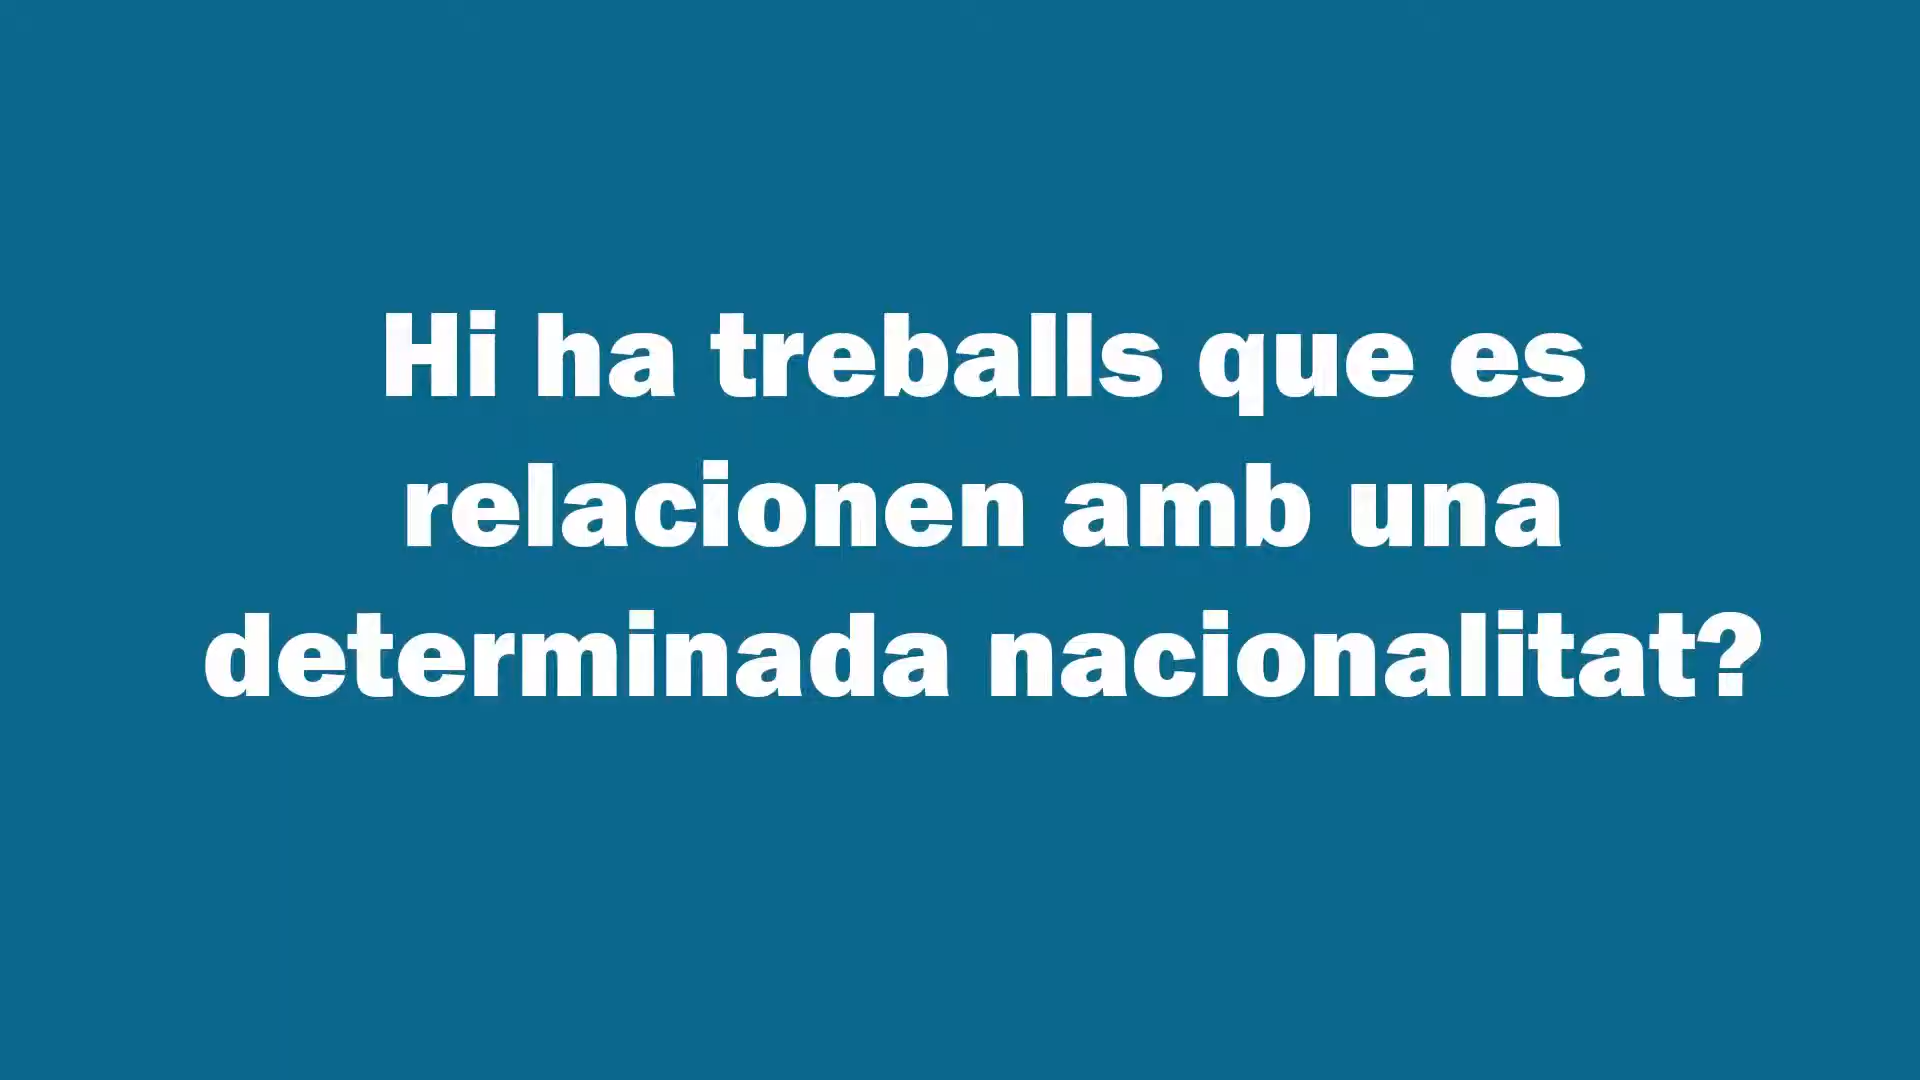 Hi ha treballs que es
relacionen amb una
determinada nacionalitat?